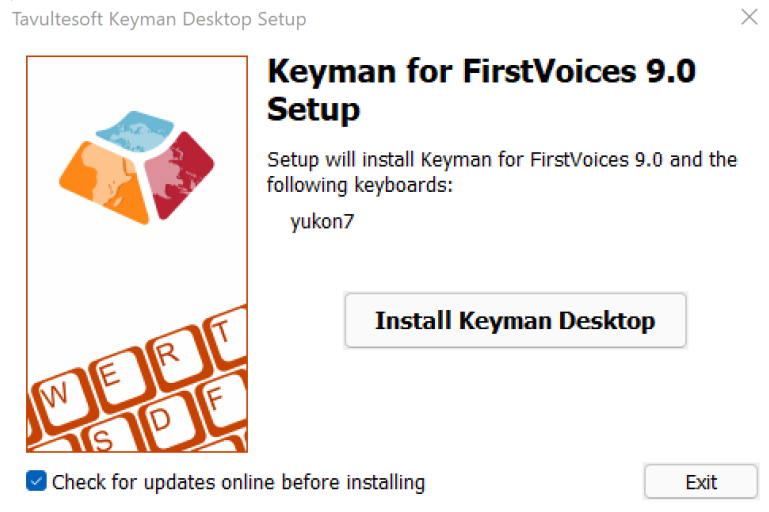 Tavultesoft Keyman Desktop Setup
Keyman for FirstVoices 9.0
Setup
Setup will install Keyman for FirstVoices 9.0 and the
following keyboards:
yukon7
Install Keyman Desktop
W E R T
S D F
Check for updates online before installing
Exit